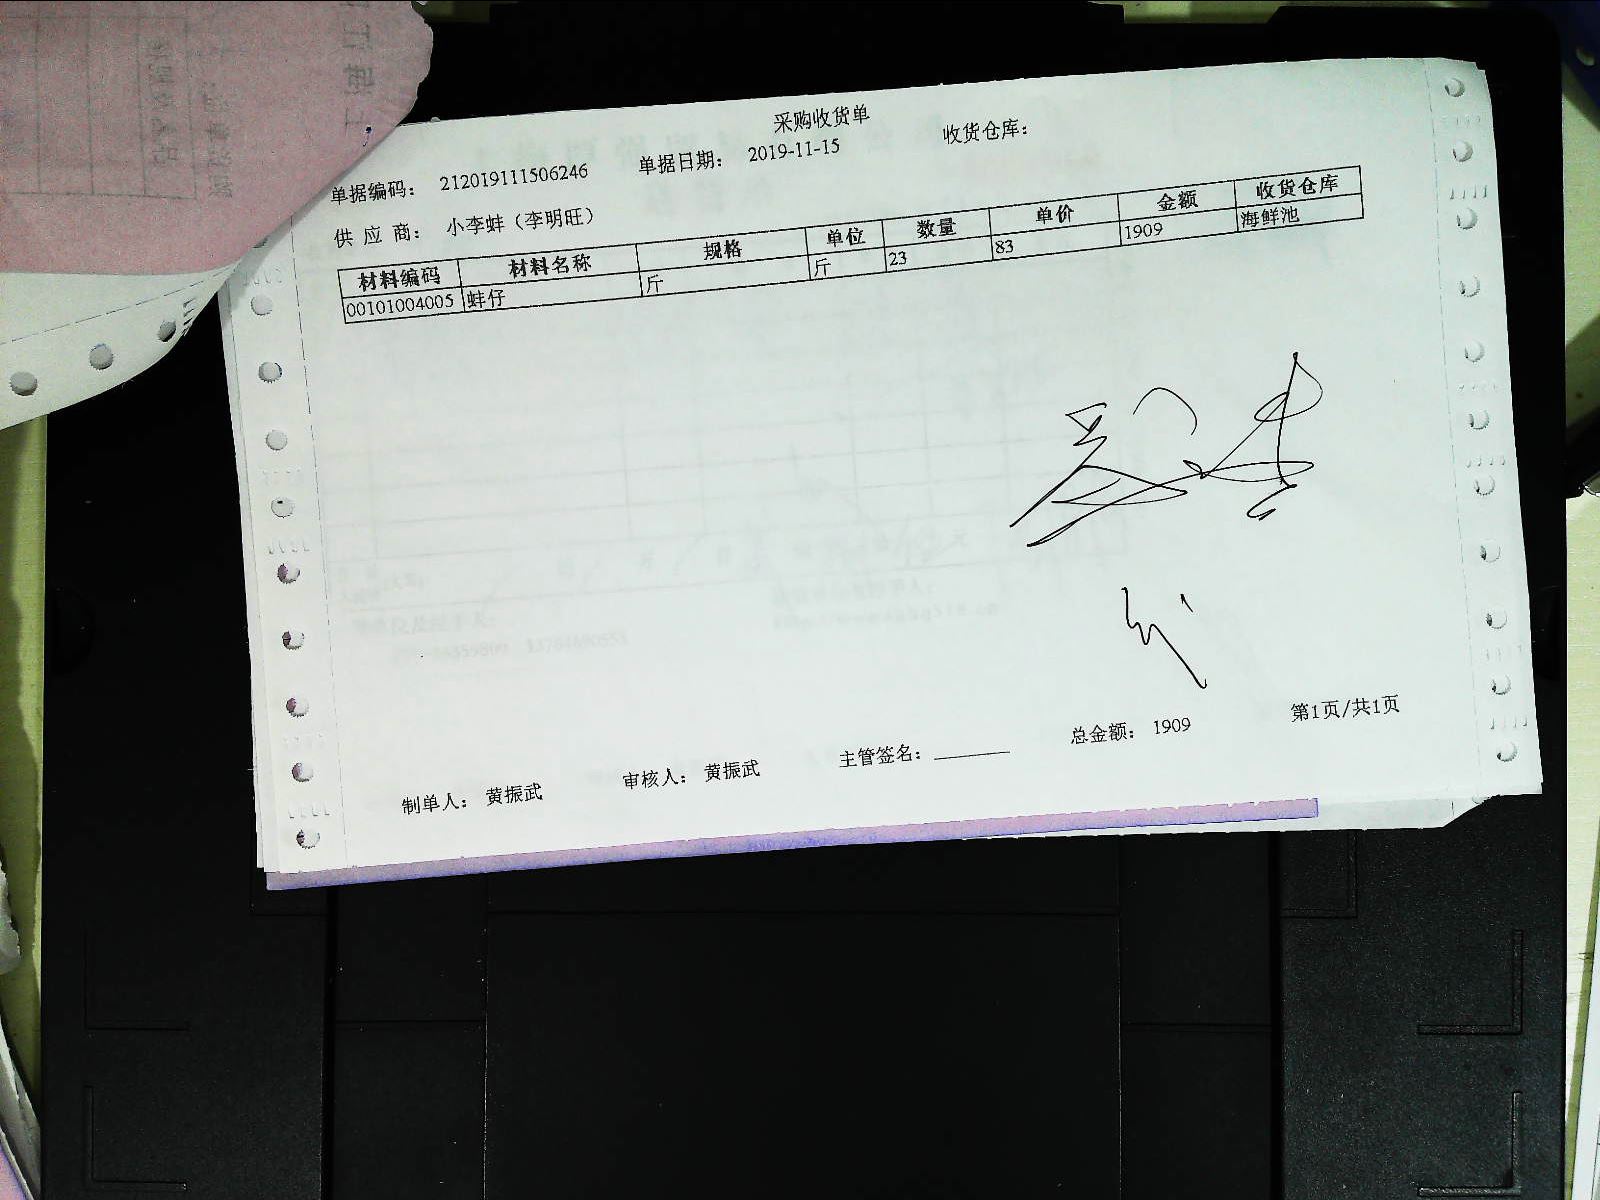 采购收货单
单据编码： 212019111506246 单据日期： 2019-11-15 收货仓库：
供 应 商： 小李蚌（李明旺）
材料编码 材料名称 规格 单位 数量 单价 金额 收货仓库
00101004005 蚌仔 斤 斤 23 83 1909 海鲜池
总金额： 1909 第1页/共1页
制单人： 黄振武 审核人： 黄振武 主管签名：